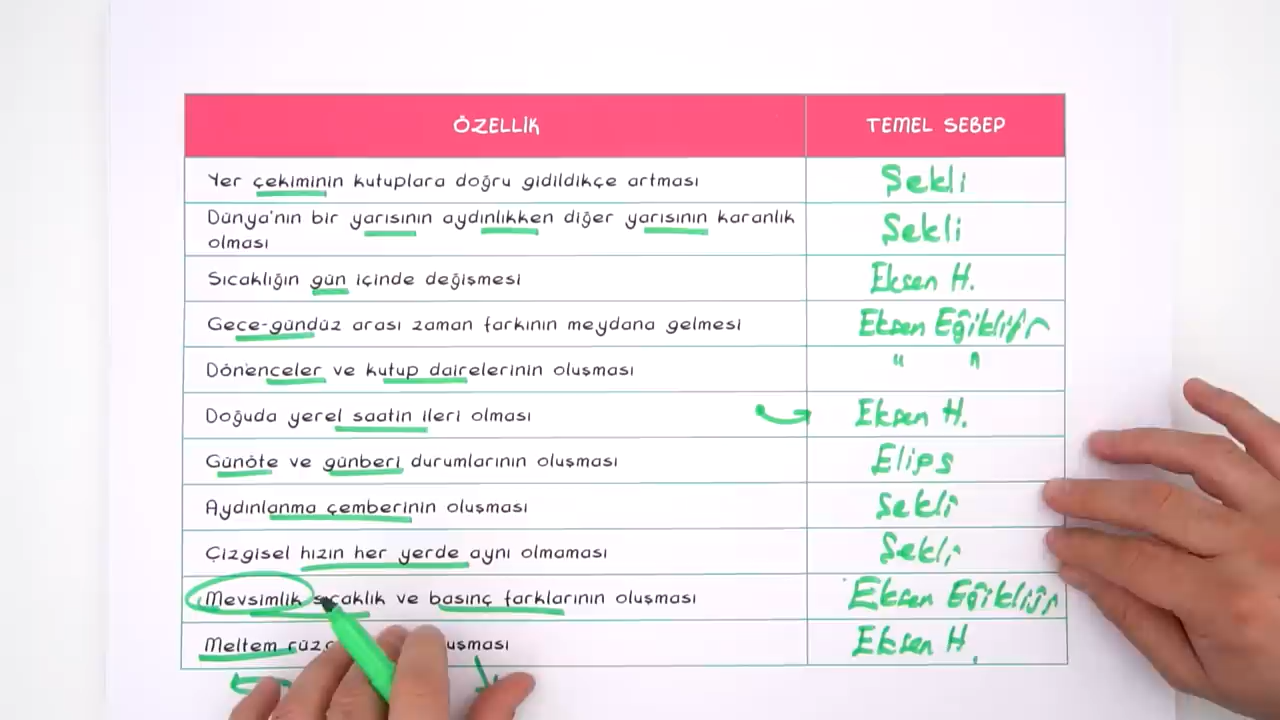 ÖZELLİK TEMEL SEBEP
Yer çekiminin kutuplara doğru gidildikçe artması Şekli
Dünya'nın bir yarısının aydınlıkken diğer yarısının karanlık Şekli
olması
Sıcaklığın gün içinde değişmesi Eksen H.
Gece-gündüz arası zaman farkının meydana gelmesi Eksen Eğikliği
Dönenceler ve kutup dairelerinin oluşması " "
Doğuda yerel saatin ileri olması Eksen H.
Günöte ve günberi durumlarının oluşması Elips
Aydınlanma çemberinin oluşması Şekli
Çizgisel hızın her yerde aynı olmaması Şekli
Mevsimlik sıcaklık ve basınç farklarının oluşması Eksen Eğikliği
Meltem Eksen H.